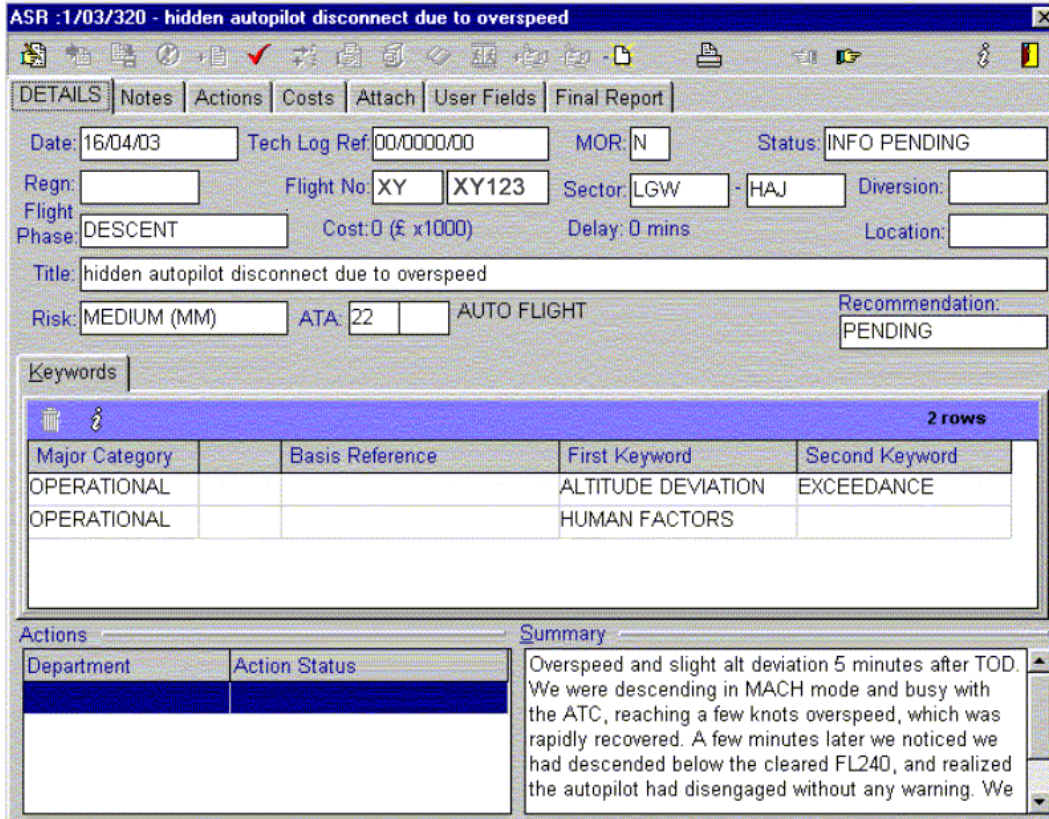 ASR :1/03/320 - hidden autopilot disconnect due to overspeed
DETAILS Notes Actions Costs Attach User Fields Final Report
Date: 16/04/03 Tech Log Ref: 00/0000/00 MOR: N Status: INFO PENDING
Regn: Flight No: XY XY123 Sector: LGW - HAJ Diversion:
Flight Phase: DESCENT Cost: 0 (£ x1000) Delay: 0 mins Location:
Title: hidden autopilot disconnect due to overspeed
Risk: MEDIUM (MM) ATA: 22 AUTO FLIGHT Recommendation:
PENDING
Keywords
2 rows
Major Category Basis Reference First Keyword Second Keyword
OPERATIONAL ALTITUDE DEVIATION EXCEEDANCE
OPERATIONAL HUMAN FACTORS
Actions
Department Action Status
Summary
Overspeed and slight alt deviation 5 minutes after TOD.
We were descending in MACH mode and busy with
the ATC, reaching a few knots overspeed, which was
rapidly recovered. A few minutes later we noticed we
had descended below the cleared FL240, and realized
the autopilot had disengaged without any warning. We